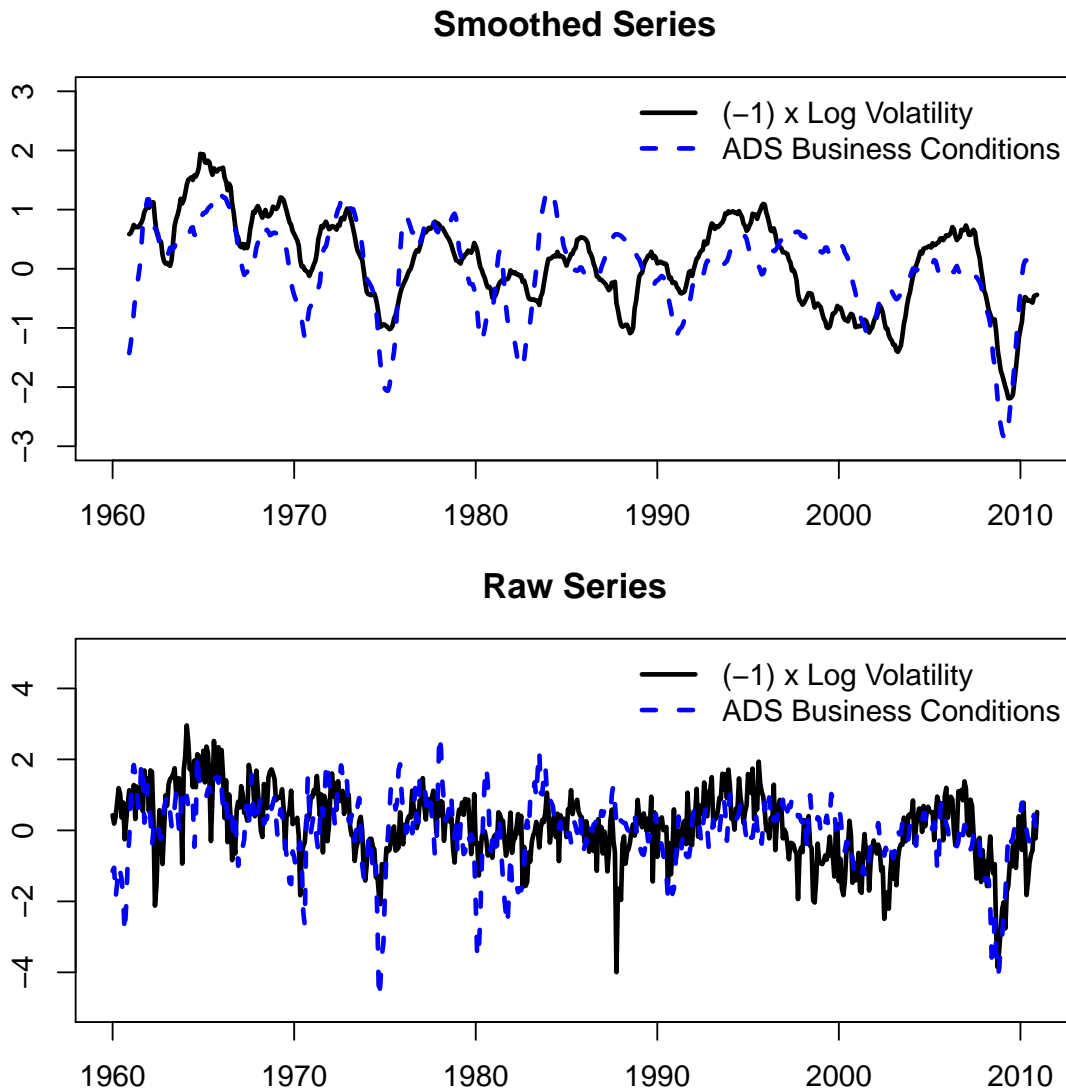 Smoothed Series
3
2
1
0
−1
−2
−3
(−1) x Log Volatility
ADS Business Conditions
1960 1970 1980 1990 2000 2010
Raw Series
4
2
0
−2
−4
(−1) x Log Volatility
ADS Business Conditions
1960 1970 1980 1990 2000 2010